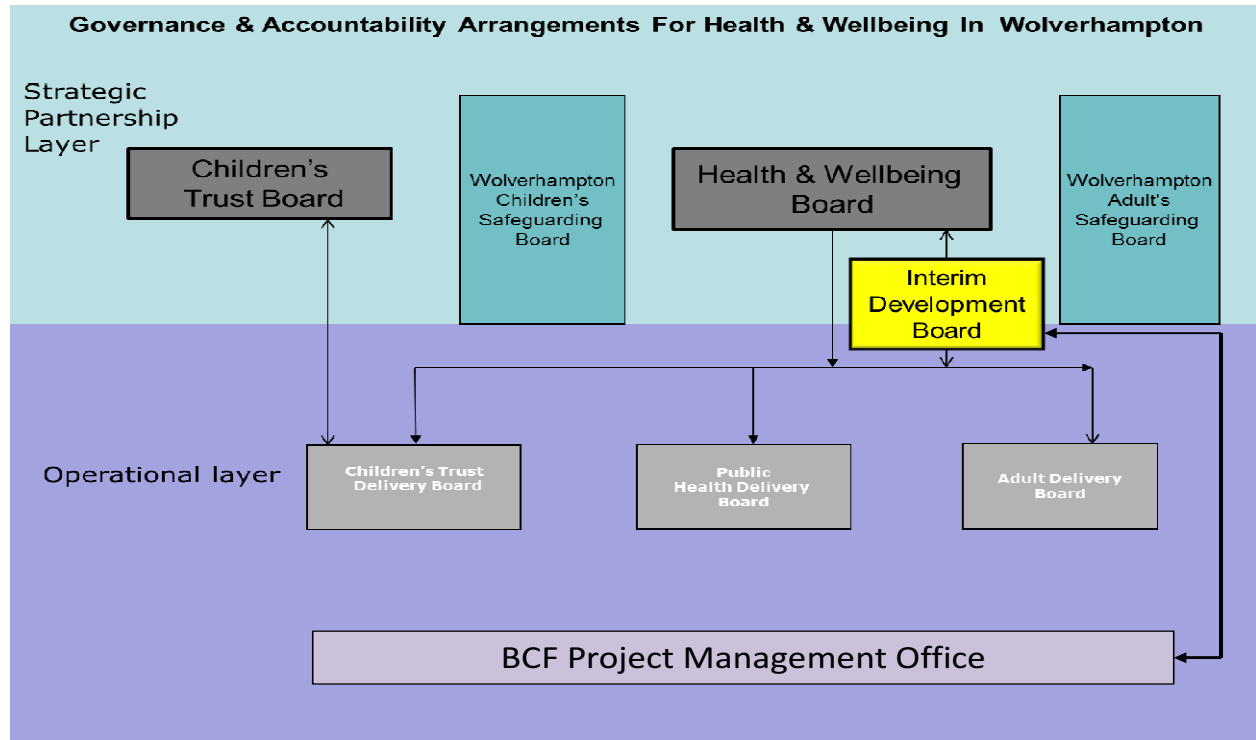 Governance & Accountability Arrangements For Health & Wellbeing In Wolverhampton
Strategic
Partnership
Layer
Children's
Trust Board
Wolverhampton
Children's
Safeguarding
Board
Health & Wellbeing
Board
Wolverhampton
Adult's
Safeguarding
Board
Interim
Development
Board
Operational layer
Children's Trust
Delivery Board
Public
Health Delivery
Board
Adult Delivery
Board
BCF Project Management Office